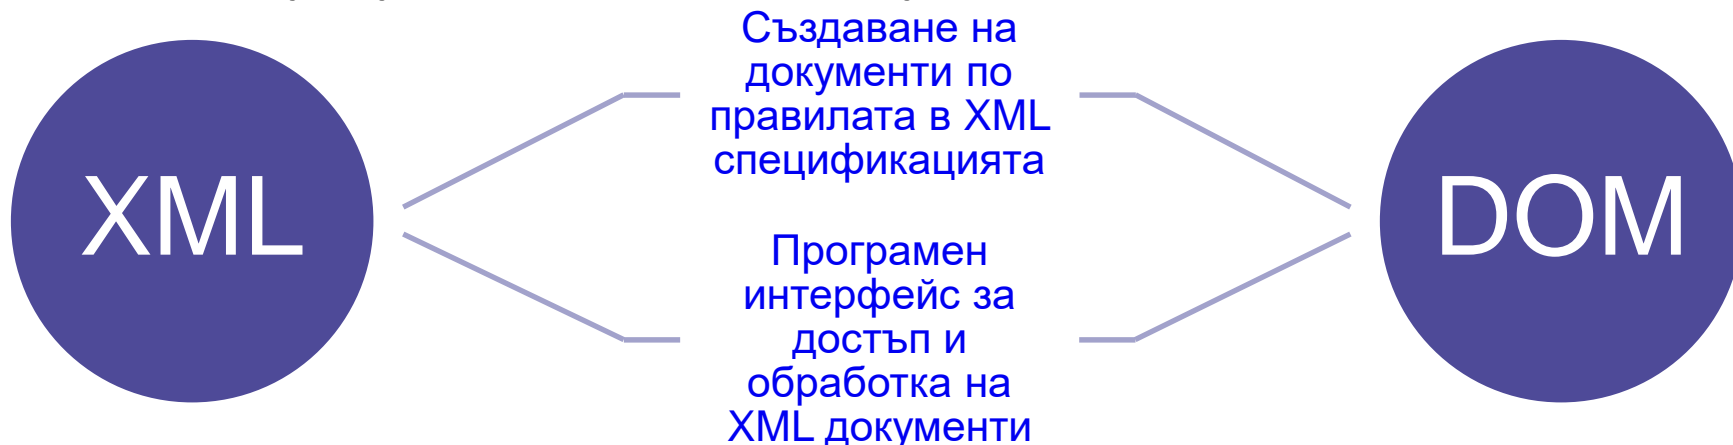 Създаване на
документи по
правилата в XML
спецификацията
XML
DOM
Програмен
интерфейс за
достъп и
обработка на
XML документи